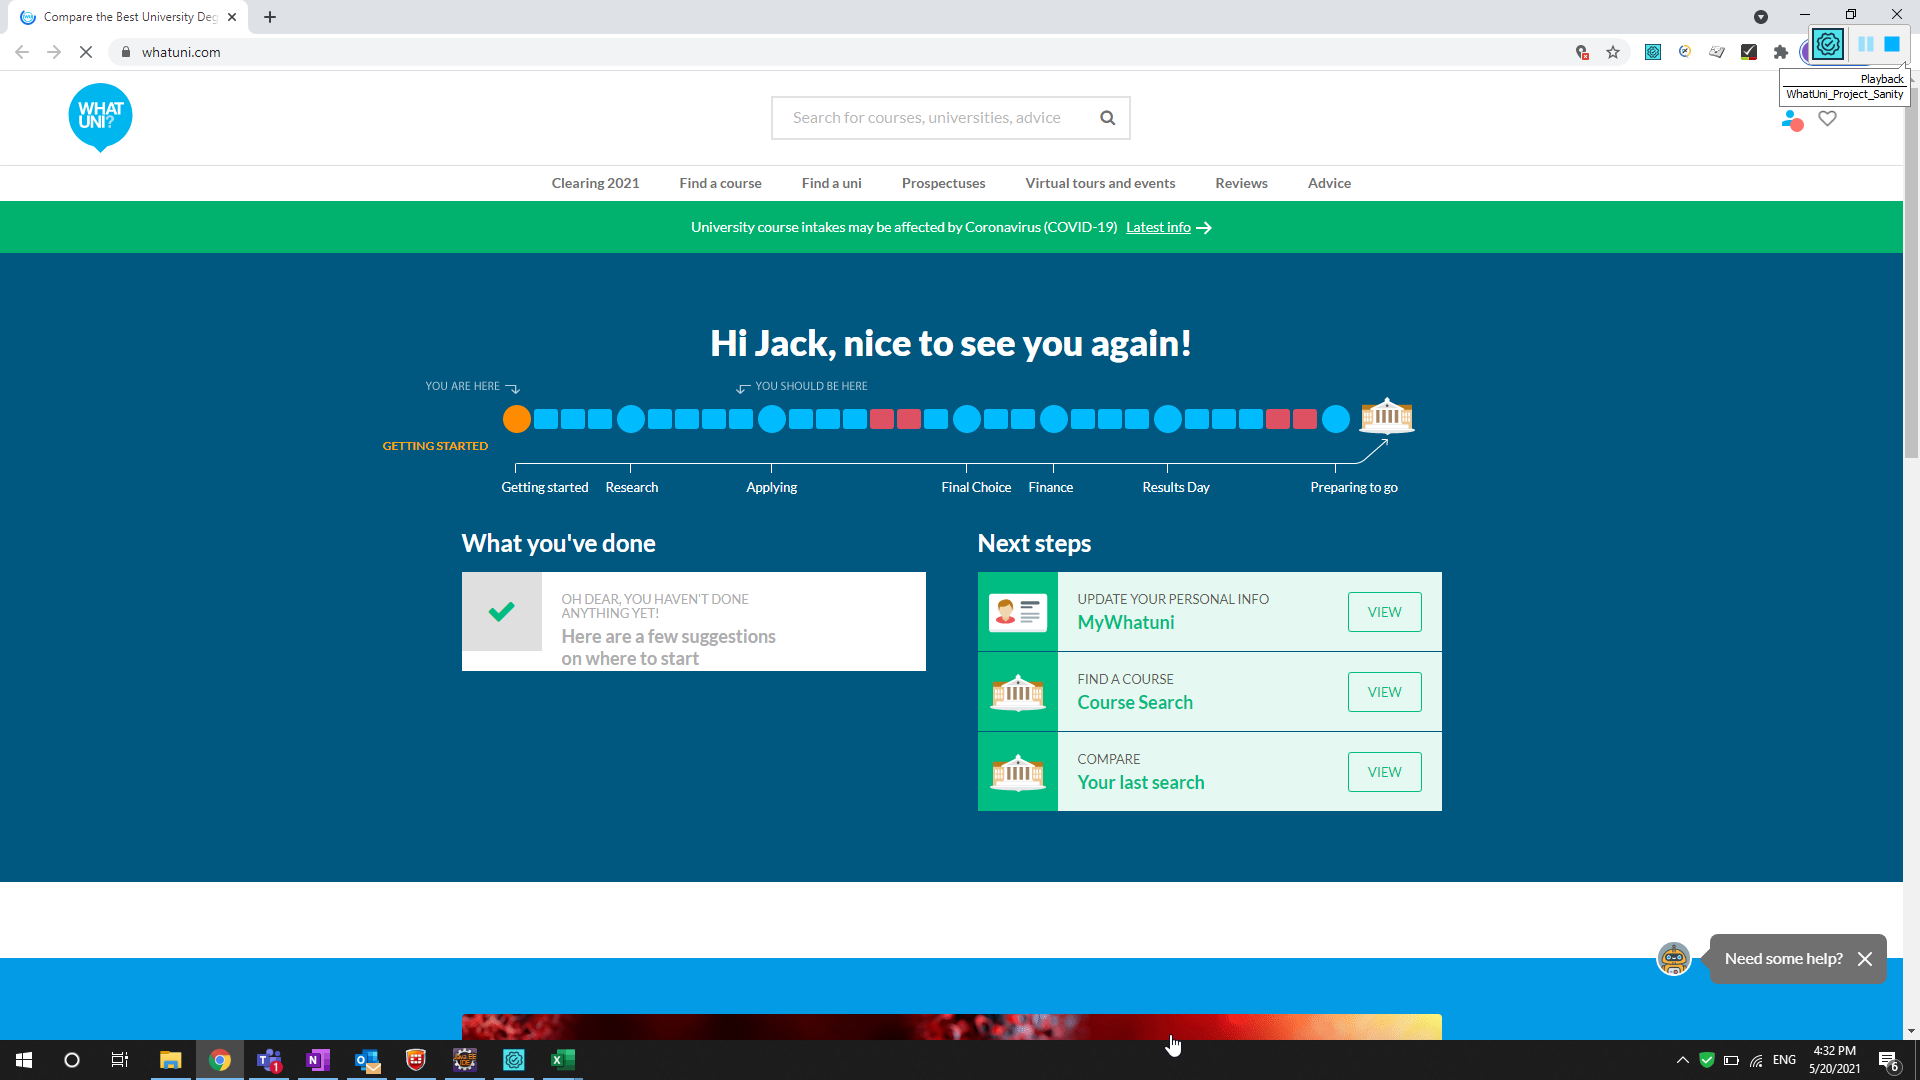 Compare the Best University Deg
whatuni.com
Playback
WhatUni_Project_Sanity
WHAT
UNI?
Search for courses, universities, advice
Clearing 2021
Find a course
Find a uni
Prospectuses
Virtual tours and events
Reviews
Advice
University course intakes may be affected by Coronavirus (COVID-19) Latest info
Hi Jack, nice to see you again!
YOU ARE HERE
YOU SHOULD BE HERE
GETTING STARTED
Getting started
Research
Applying
Final Choice
Finance
Results Day
Preparing to go
What you've done
OH DEAR, YOU HAVEN'T DONE
ANYTHING YET!
Here are a few suggestions
on where to start
Next steps
UPDATE YOUR PERSONAL INFO
MyWhatuni
VIEW
FIND A COURSE
Course Search
VIEW
COMPARE
Your last search
VIEW
Need some help?
1
ENG
4:32 PM
5/20/2021
6